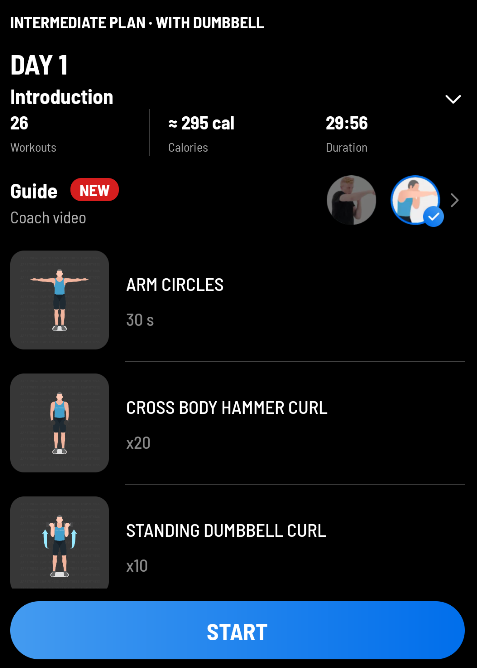 INTERMEDIATE PLAN · WITH DUMBBELL
DAY 1
Introduction
26
Workouts
≈ 295 cal
Calories
29:56
Duration
Guide NEW
Coach video
ARM CIRCLES
30 s
CROSS BODY HAMMER CURL
x20
STANDING DUMBBELL CURL
x10
START